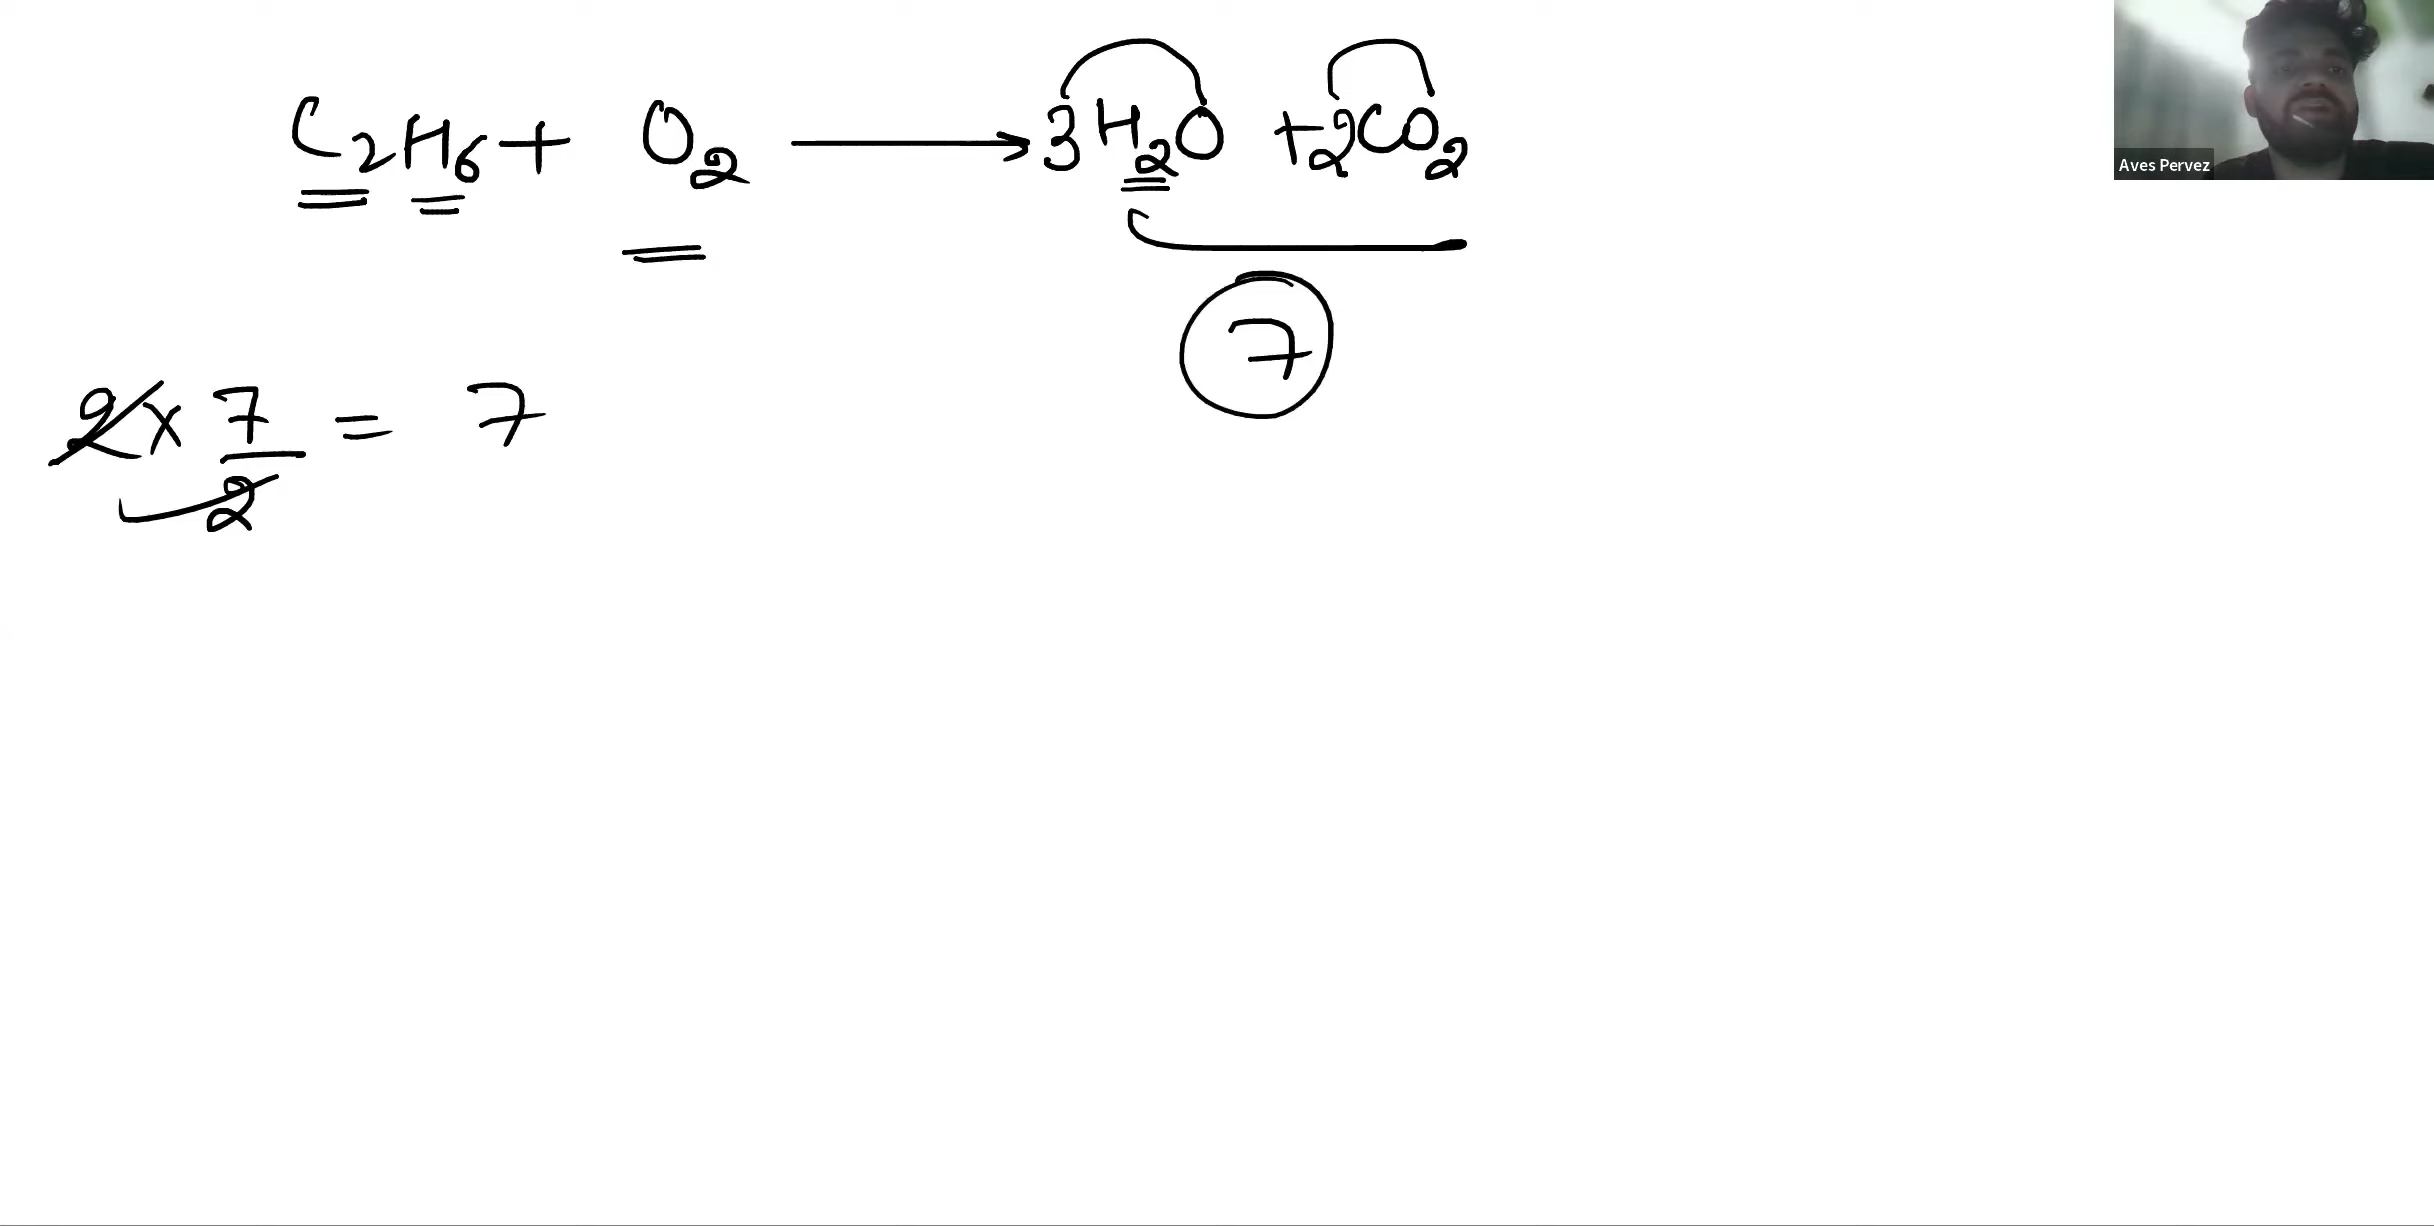 C₂H₆ + O₂ ⟶ 3H₂O + 2CO₂
Aves Pervez
7
2 × 7/2 = 7